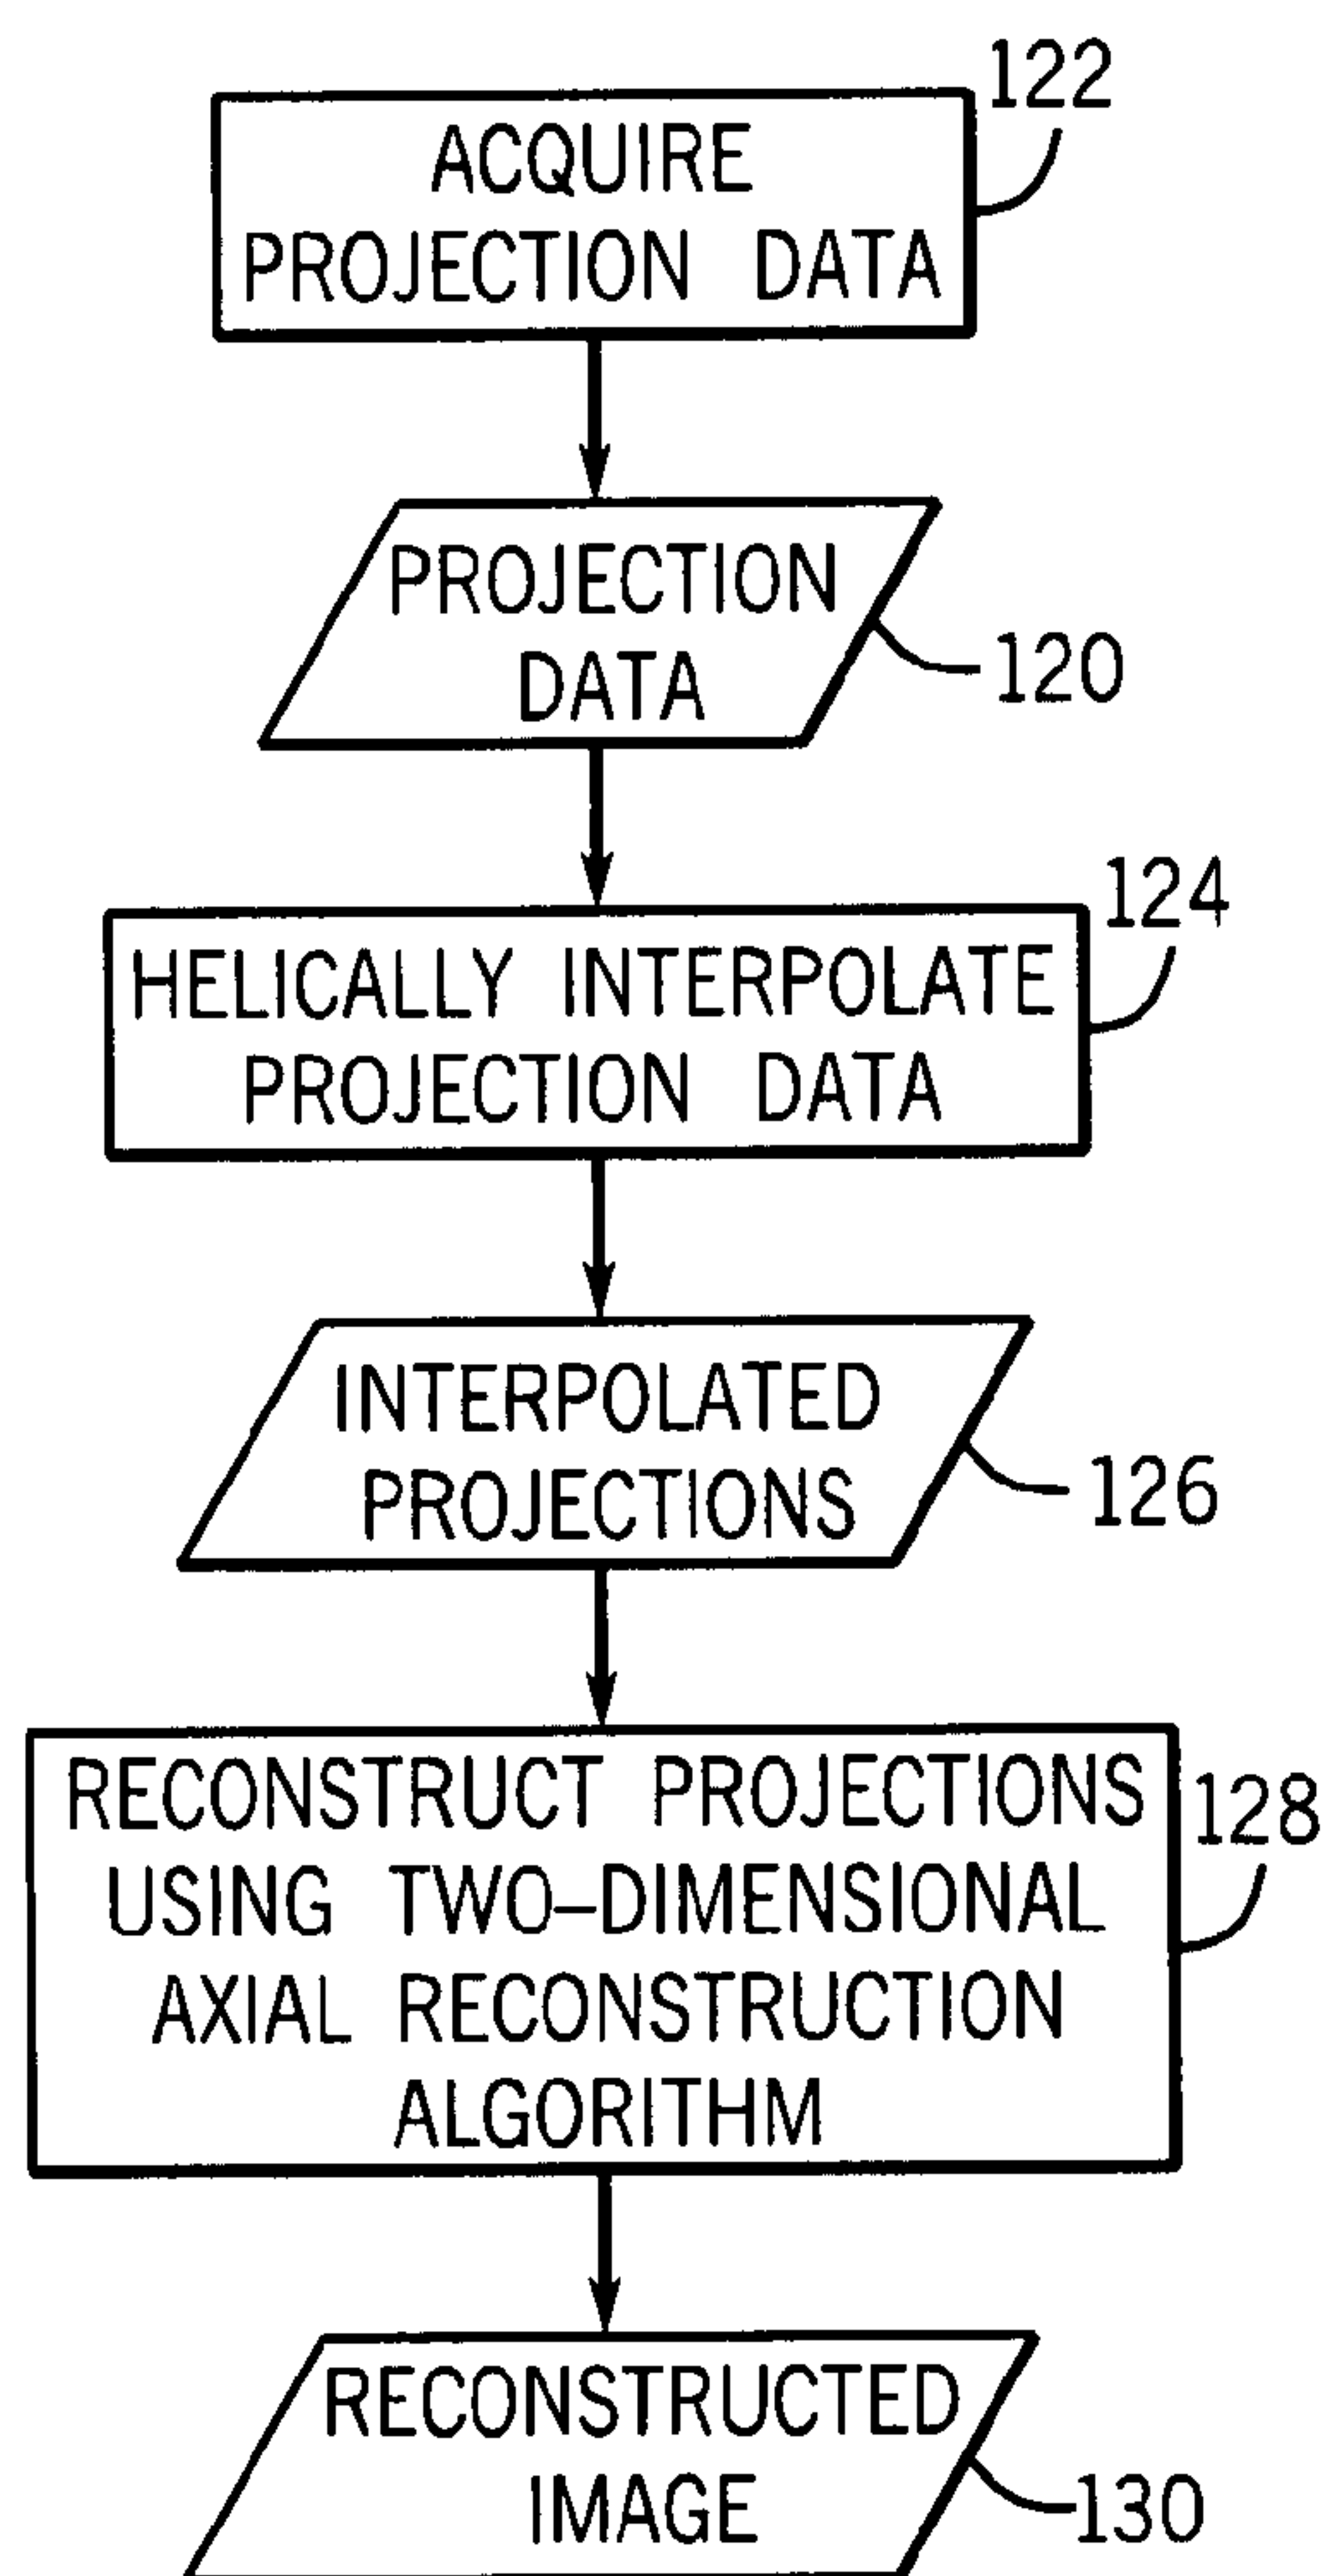 122
ACQUIRE
PROJECTION DATA
PROJECTION
DATA
120
124
HELICALLY INTERPOLATE
PROJECTION DATA
INTERPOLATED
PROJECTIONS
126
RECONSTRUCT PROJECTIONS
USING TWO-DIMENSIONAL
AXIAL RECONSTRUCTION
ALGORITHM
128
RECONSTRUCTED
IMAGE
130